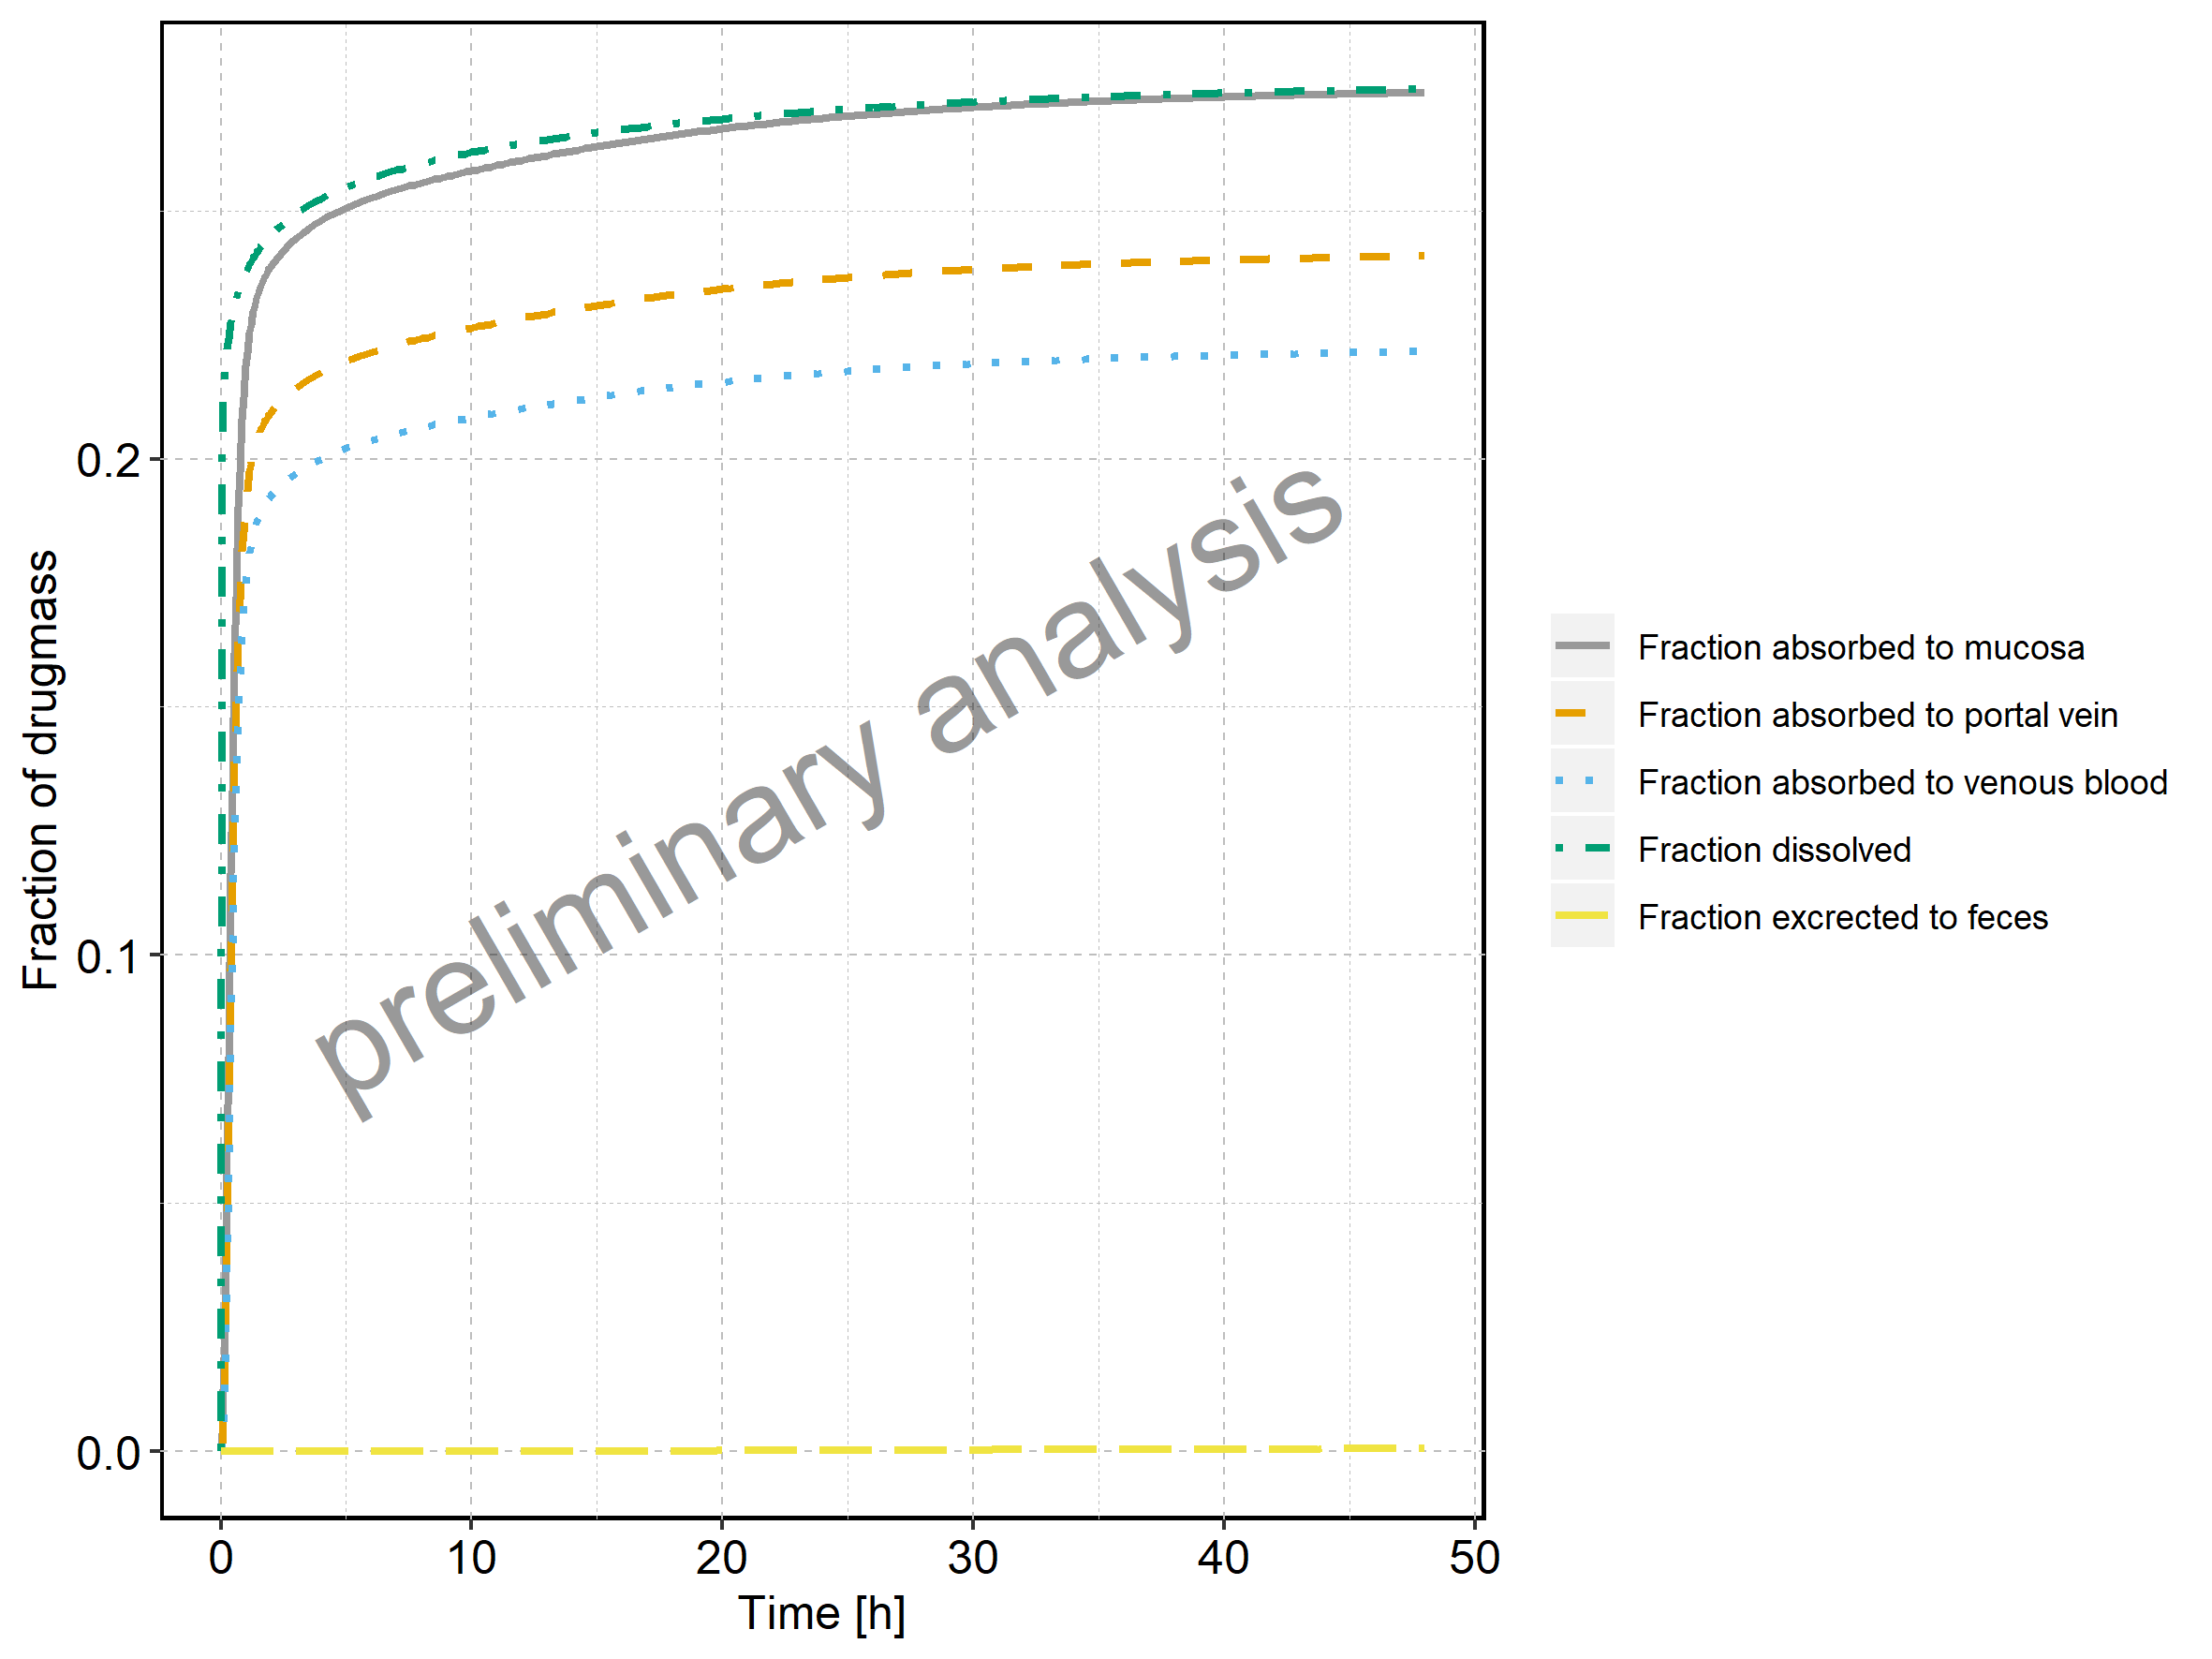 Fraction of drugmass
0.2
0.1
0.0
preliminary analysis
0 10 20 30 40 50
Time [h]
Fraction absorbed to mucosa
Fraction absorbed to portal vein
Fraction absorbed to venous blood
Fraction dissolved
Fraction excrected to feces